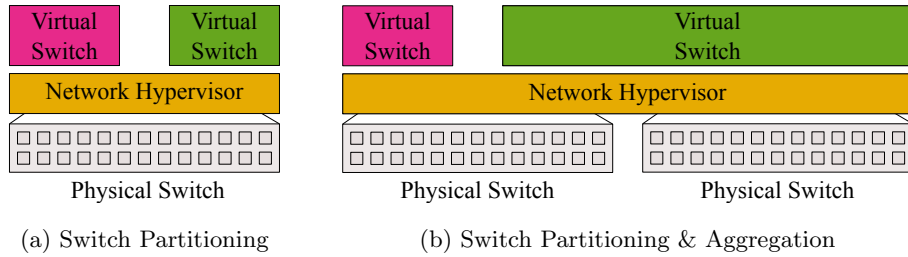 Virtual
Switch
Virtual
Switch
Network Hypervisor
Physical Switch
(a) Switch Partitioning
Virtual
Switch
Virtual
Switch
Network Hypervisor
Physical Switch
Physical Switch
(b) Switch Partitioning & Aggregation